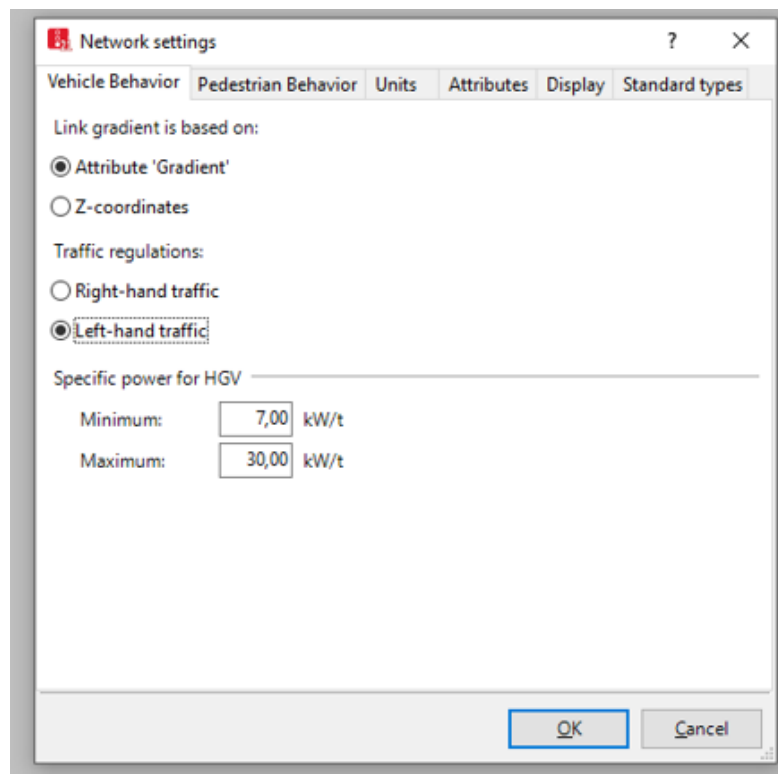 Network settings
Vehicle Behavior Pedestrian Behavior Units Attributes Display Standard types
Link gradient is based on:
Attribute 'Gradient'
Z-coordinates
Traffic regulations:
Right-hand traffic
Left-hand traffic
Specific power for HGV
Minimum: 7,00 kW/t
Maximum: 30,00 kW/t
OK Cancel